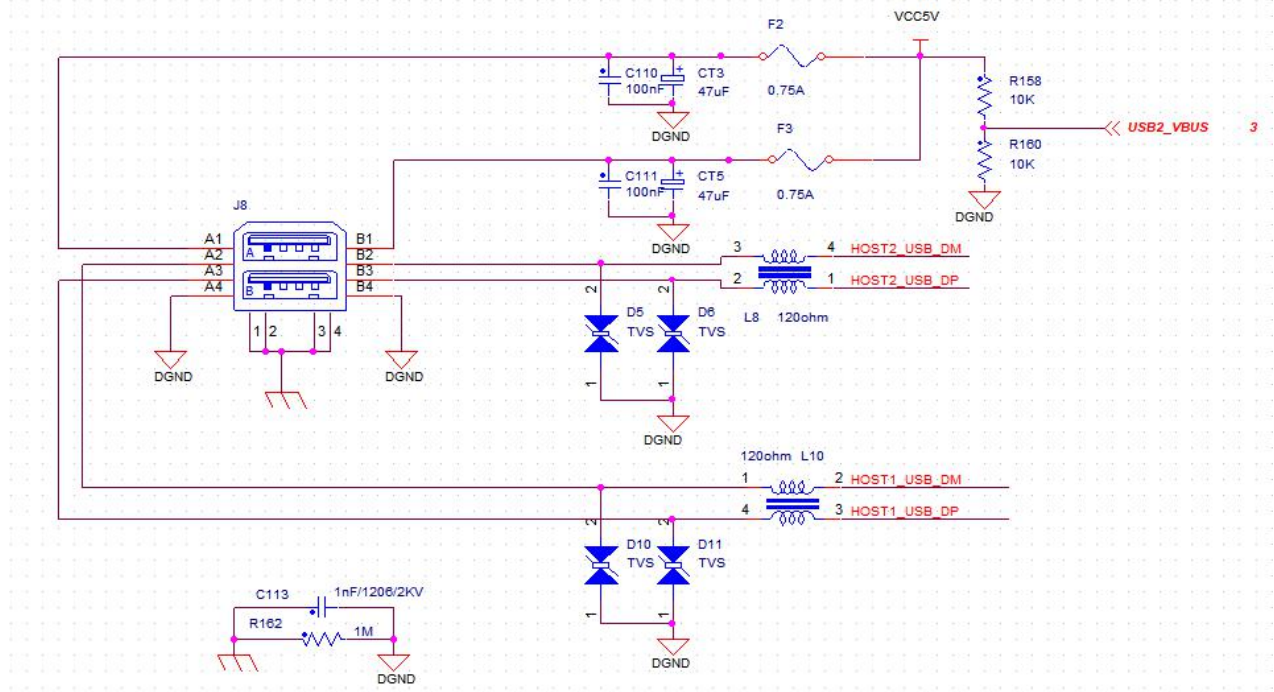 VCC5V
F2
C110
100nF
CT3
47uF
0.75A
R158
10K
DGND
F3
USB2_VBUS 3
R160
10K
C111
100nF
CT5
47uF
0.75A
DGND
J8
DGND
A1
A2
A3
A4
A
B
B1
B2
B3
B4
3 4 HOST2_USB_DM
2 1 HOST2_USB_DP
L8 120ohm
2
2
D5
TVS
D6
TVS
1 2 3 4
1
1
DGND
DGND
DGND
120ohm L10
1 2 HOST1_USB_DM
4 3 HOST1_USB_DP
2
2
D10
TVS
D11
TVS
1
1
DGND
C113 1nF/1206/2KV
R162 1M
DGND